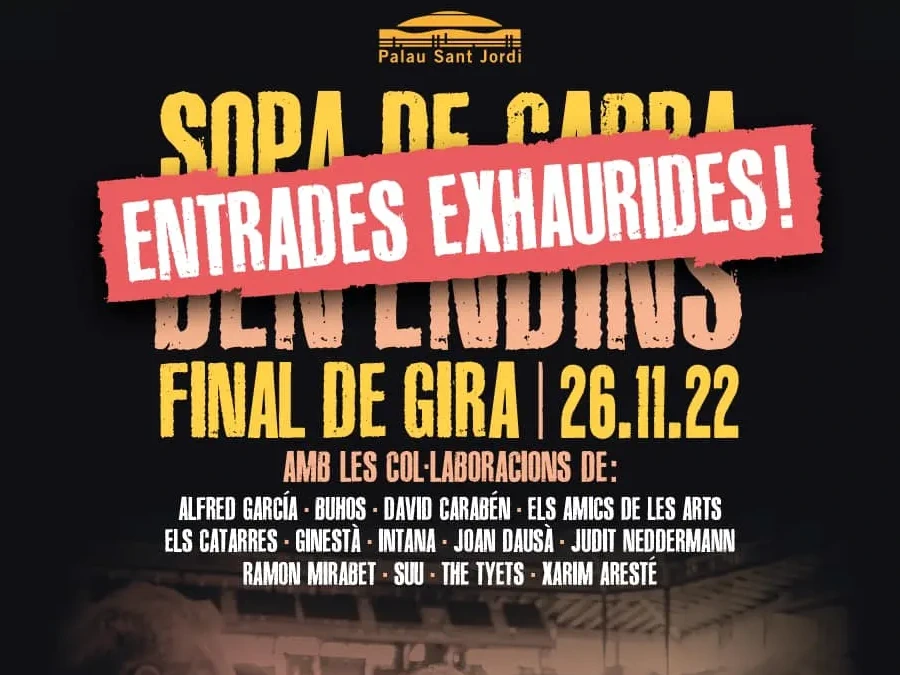 Palau Sant Jordi
SOPA DE CABRA
ENTRADES EXHAURIDES!
BEN ENDINS
FINAL DE GIRA | 26.11.22
AMB LES COL·LABORACIONS DE:
ALFRED GARCÍA · BUHOS · DAVID CARABÉN · ELS AMICS DE LES ARTS
ELS CATARRES · GINESTÀ · INTANA · JOAN DAUSÀ · JUDIT NEDDERMANN
RAMON MIRABET · SUU · THE TYETS · XARIM ARESTÉ